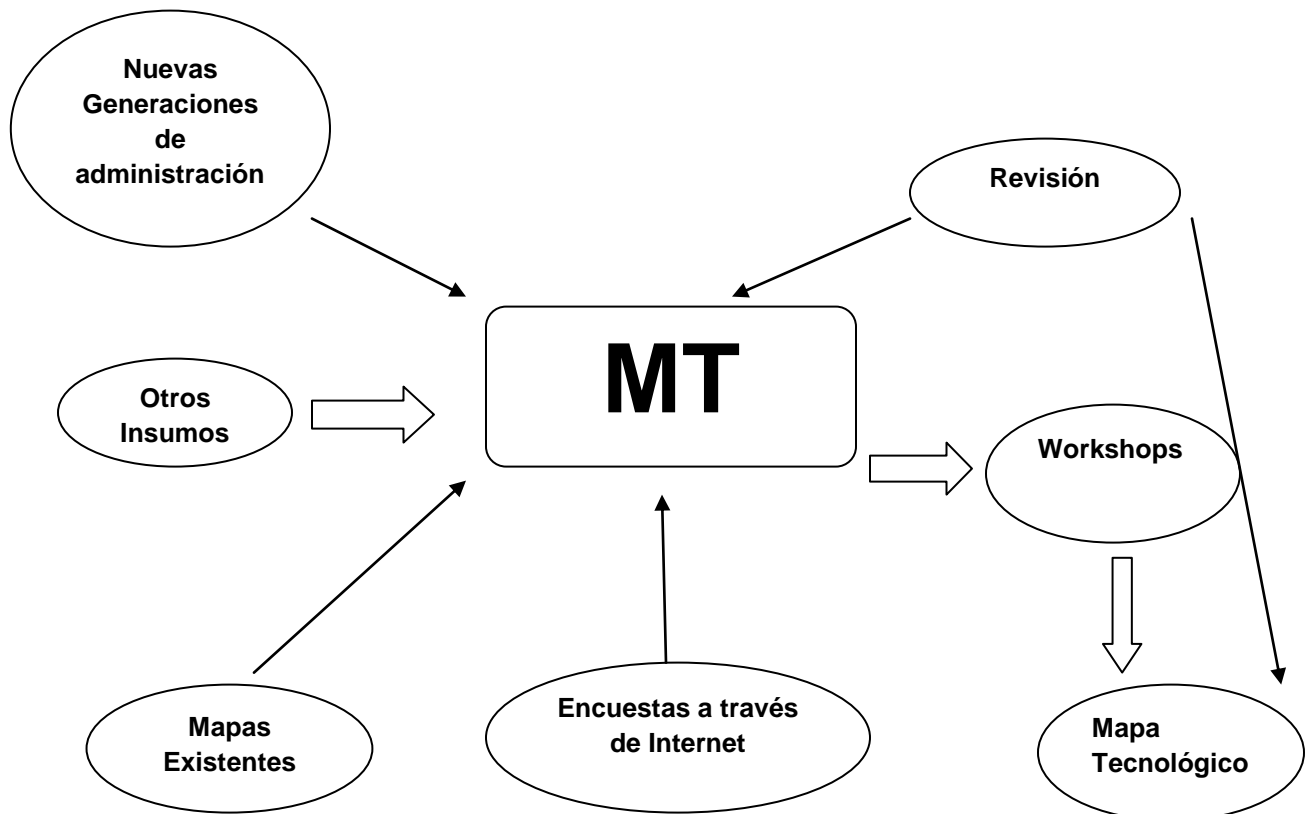 Nuevas
Generaciones
de
administración
Revisión
MT
Otros
Insumos
Workshops
Mapas
Existentes
Encuestas a través
de Internet
Mapa
Tecnológico